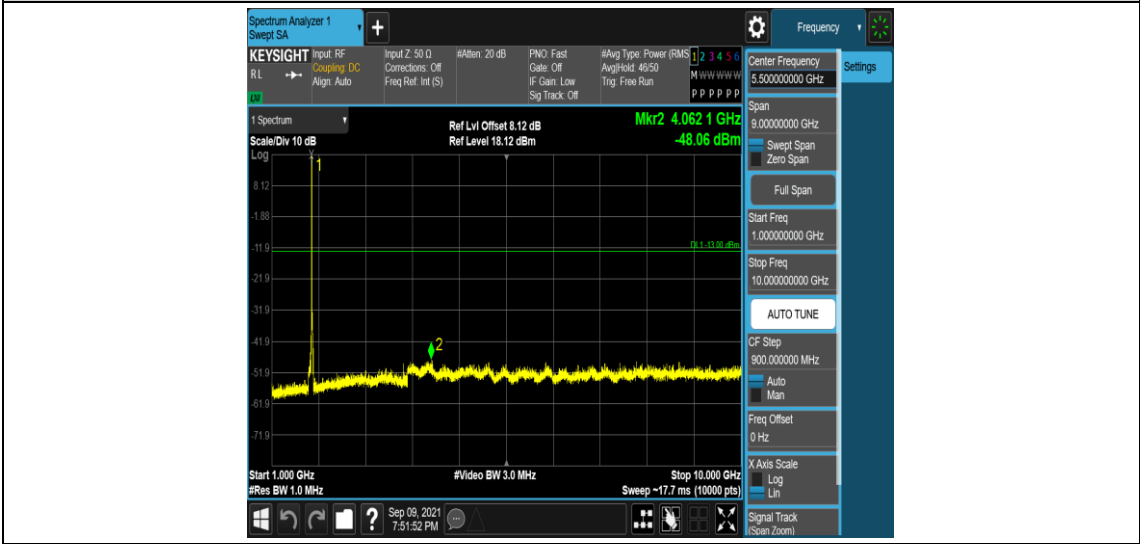 Spectrum Analyzer 1
Swept SA
+
Frequency
KEYSIGHT Input: RF
Coupling: DC
Align: Auto
RL
LXI
Input Z: 50 Ω
Corrections: Off
Freq Ref: Int (S)
#Atten: 20 dB
PNO: Fast
Gate: Off
IF Gain: Low
Sig Track: Off
#Avg Type: Power (RMS
Avg|Hold: 46/50
Trig: Free Run
1 2 3 4 5 6
M W W W W W
P P P P P P
1 Spectrum
Scale/Div 10 dB
Log
Ref Lvl Offset 8.12 dB
Ref Level 18.12 dBm
Mkr2 4.062 1 GHz
-48.06 dBm
1
8.12
-1.88
-11.9
DL1 -13.00 dBm
-21.9
-31.9
-41.9
2
-51.9
-61.9
-71.9
Start 1.000 GHz
#Res BW 1.0 MHz
#Video BW 3.0 MHz
Stop 10.000 GHz
Sweep ~17.7 ms (10000 pts)
?
Sep 09, 2021
7:51:52 PM
Center Frequency
5.500000000 GHz
Settings
Span
9.00000000 GHz
Swept Span
Zero Span
Full Span
Start Freq
1.000000000 GHz
Stop Freq
10.000000000 GHz
AUTO TUNE
CF Step
900.000000 MHz
Auto
Man
Freq Offset
0 Hz
X Axis Scale
Log
Lin
Signal Track
(Span Zoom)